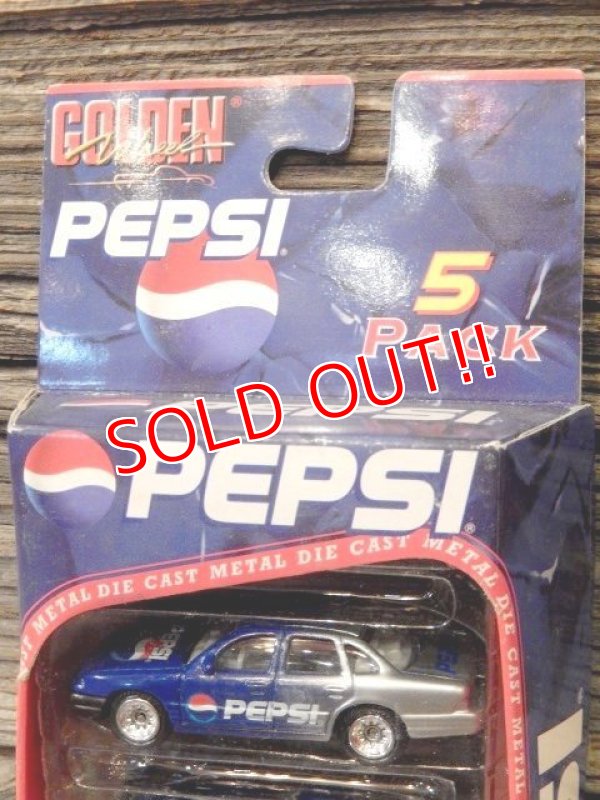 GOLDEN
Wheel
PEPSI
5
PACK
SOLD OUT!!
PEPSI
METAL DIE CAST METAL DIE CAST METAL DIE CAST METAL
PEPSI
PEPSI